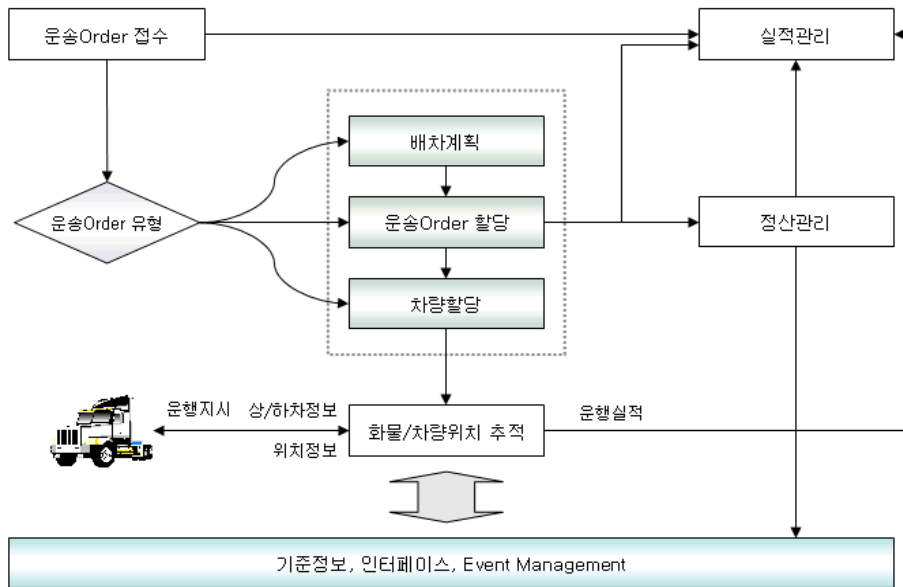 운송Order 접수
실적관리
배차계획
운송Order 유형
운송Order 할당
정산관리
차량할당
운행지시 상/하차정보
위치정보
화물/차량위치 추적
운행실적
기준정보, 인터페이스, Event Management